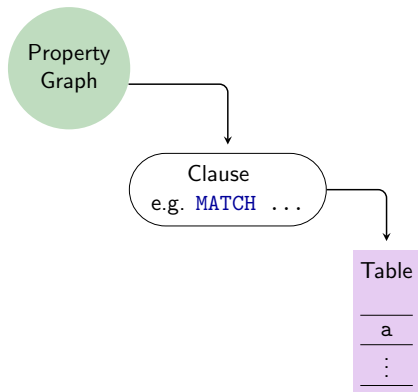 Property
Graph
Clause
e.g. MATCH ...
Table
a
⋮